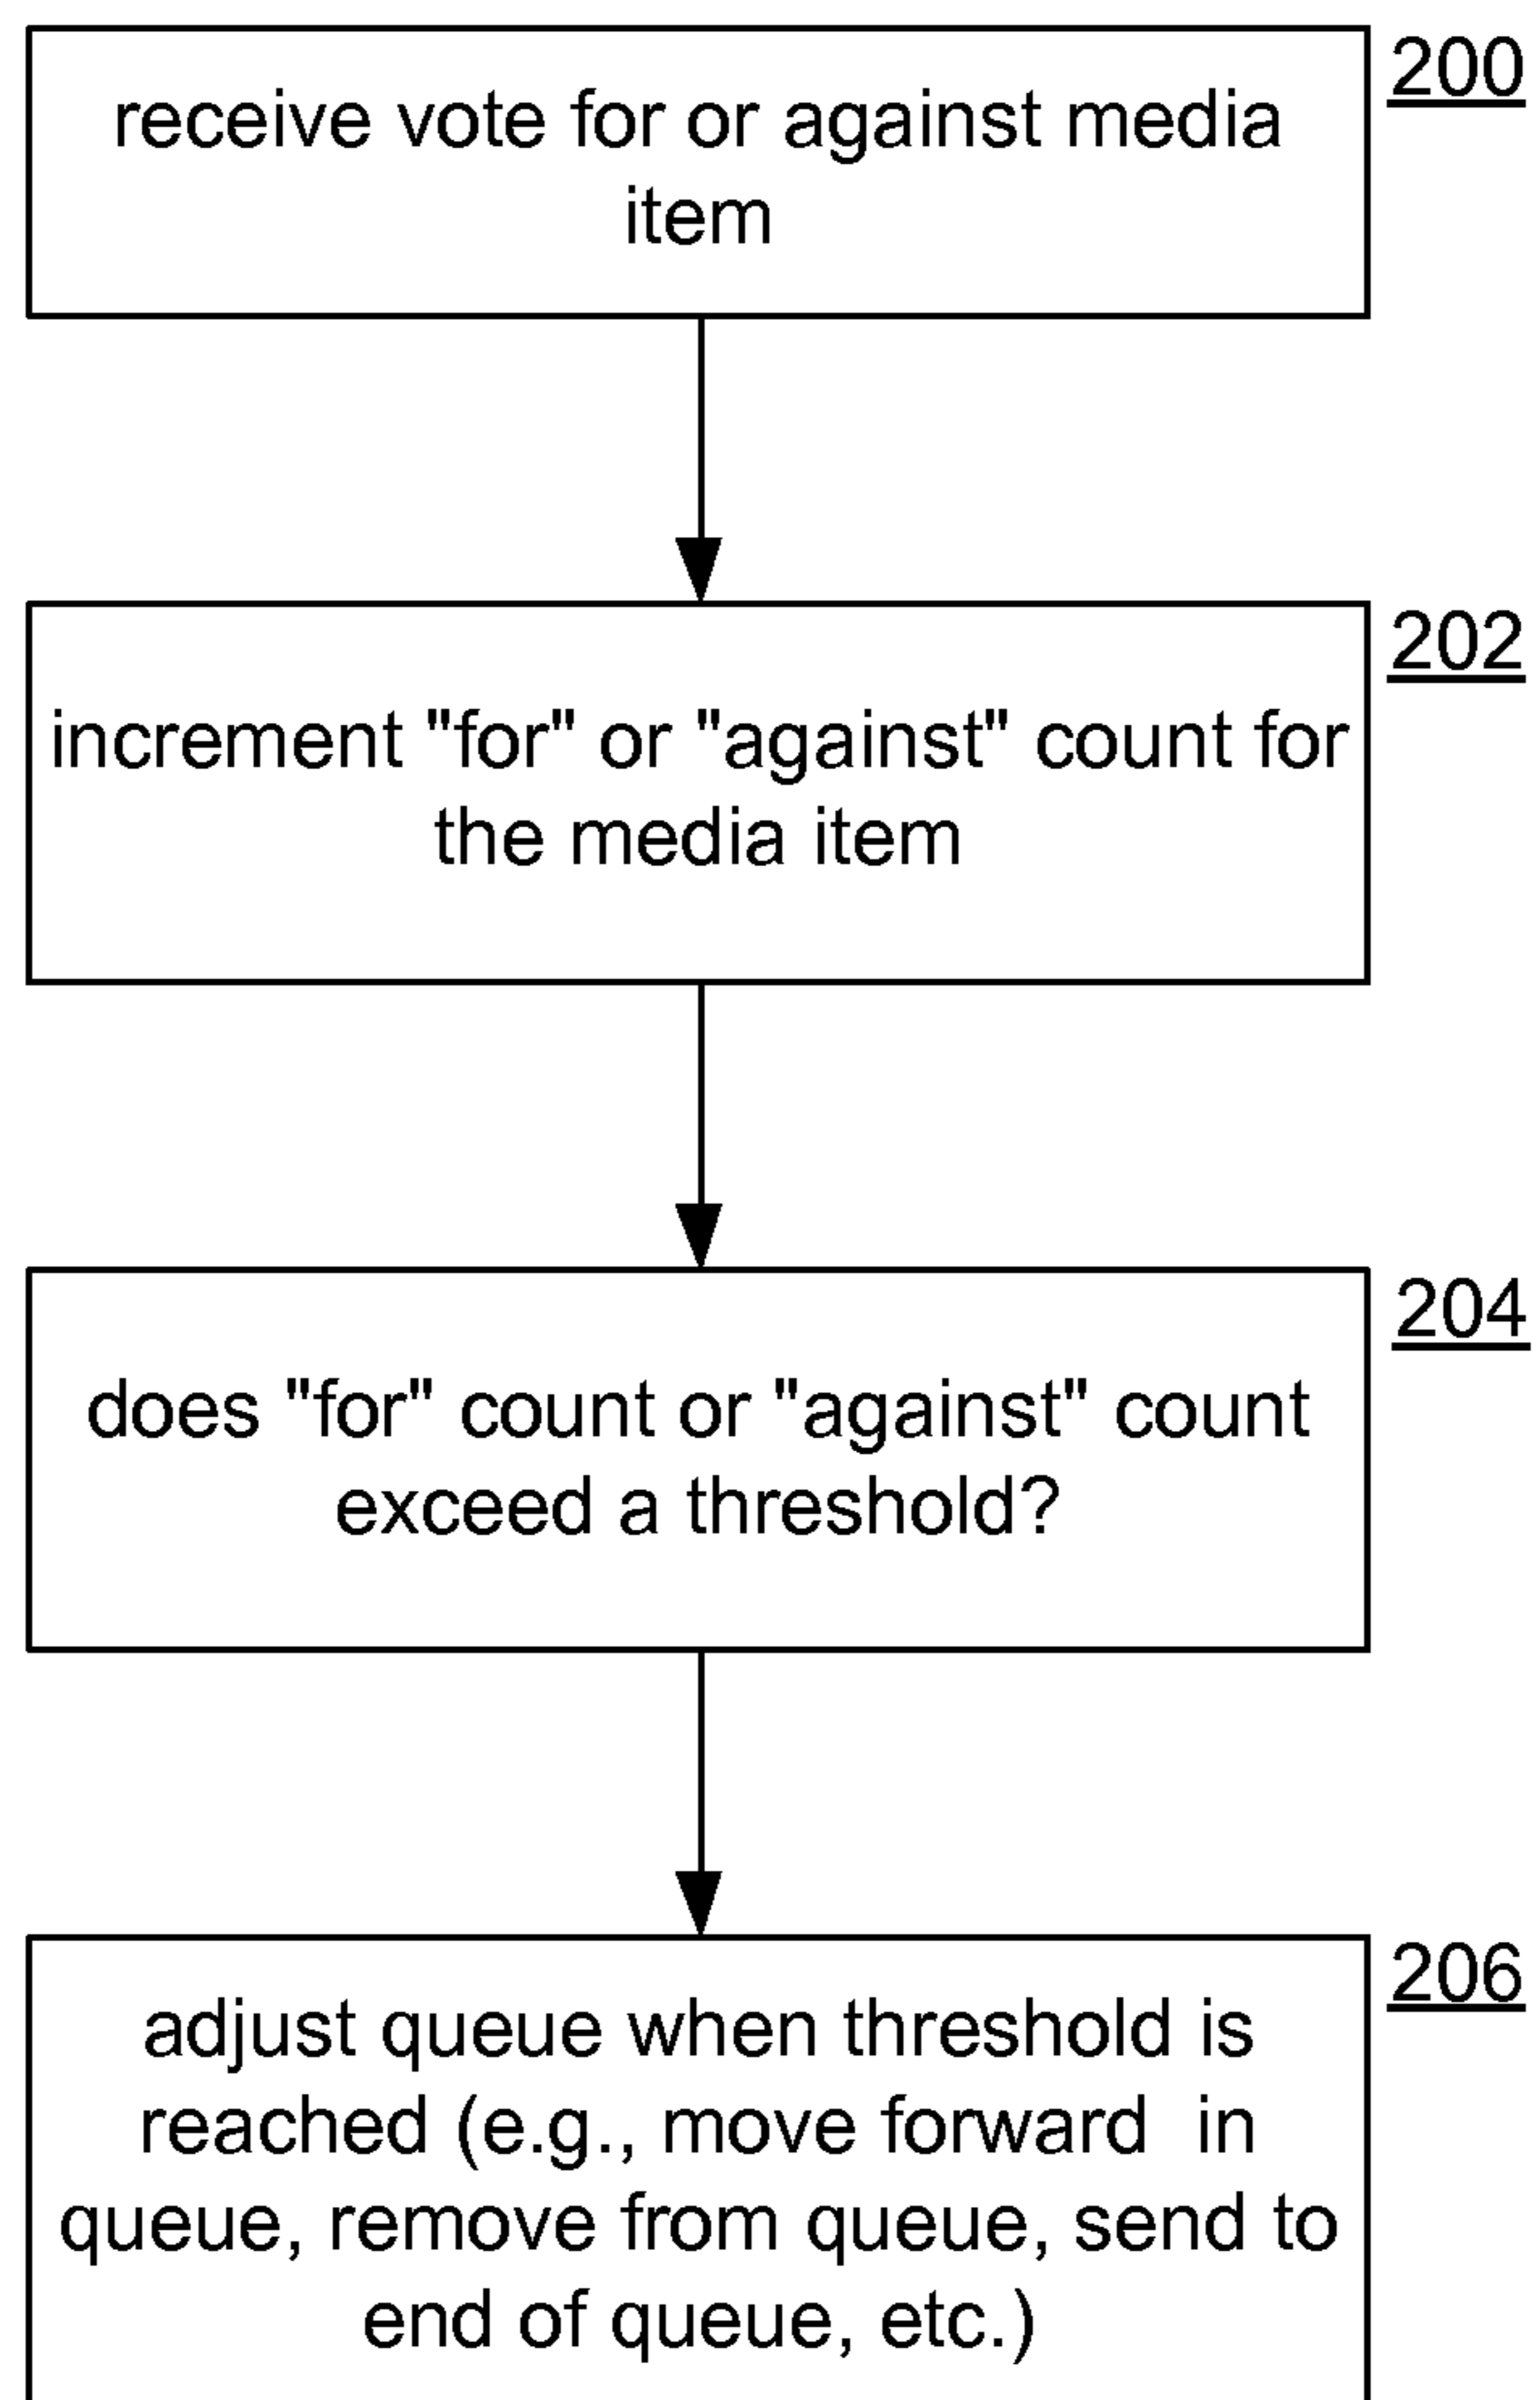 200
receive vote for or against media
item
202
increment "for" or "against" count for
the media item
204
does "for" count or "against" count
exceed a threshold?
206
adjust queue when threshold is
reached (e.g., move forward  in
queue, remove from queue, send to
end of queue, etc.)